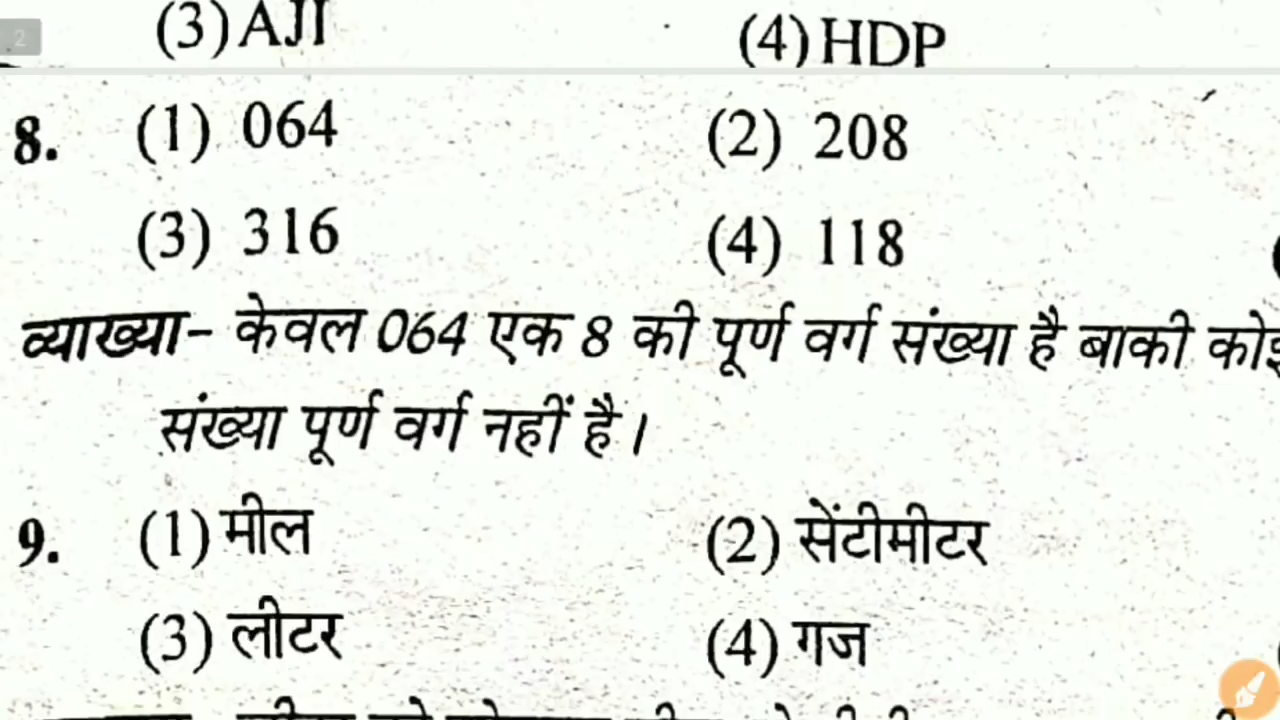 2
(3) AJI (4) HDP
8. (1) 064 (2) 208
(3) 316 (4) 118
व्याख्या- केवल 064 एक 8 की पूर्ण वर्ग संख्या है बाकी
संख्या पूर्ण वर्ग नहीं है।
9. (1) मील (2) सेंटीमीटर
(3) लीटर (4) गज